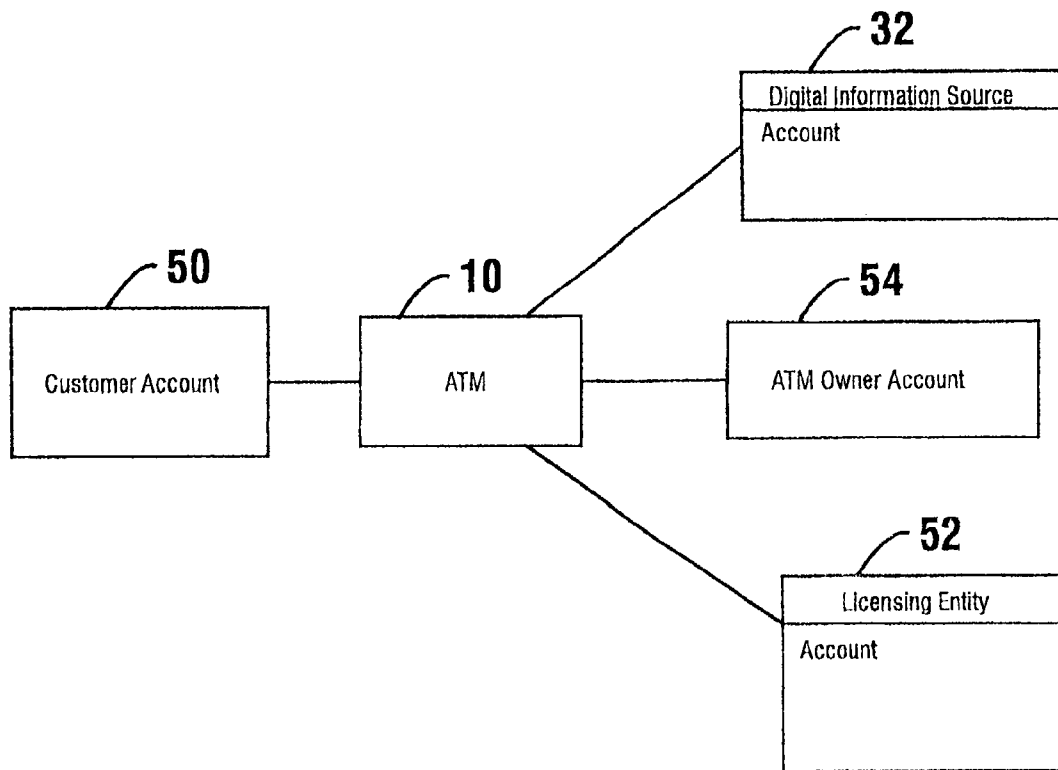 32
Digital Information Source
Account
50
10
54
Customer Account
ATM
ATM Owner Account
52
Licensing Entity
Account